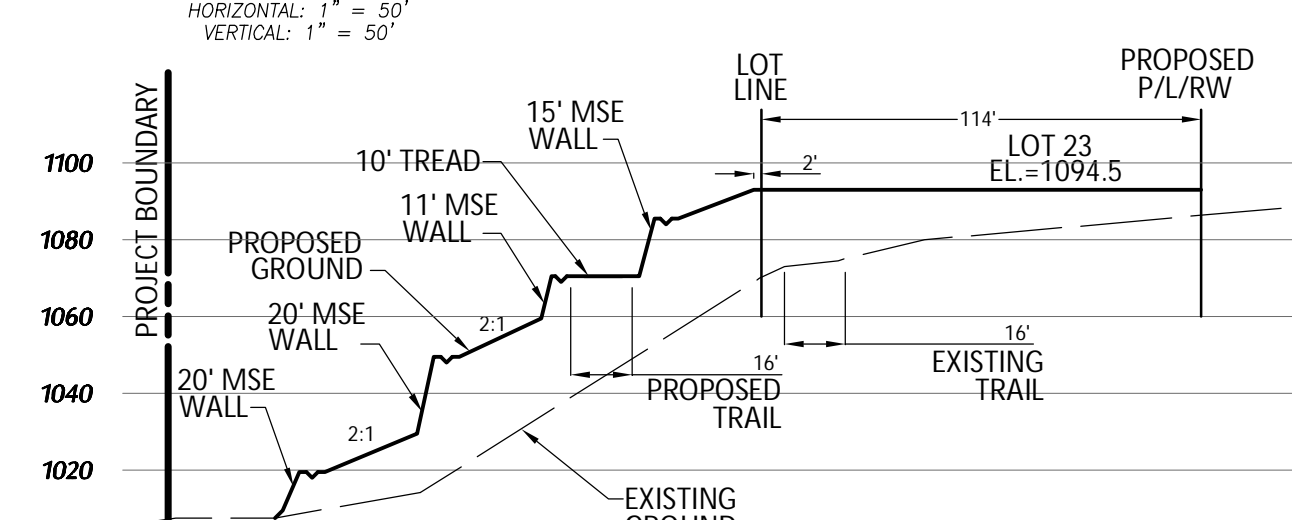 HORIZONTAL: 1" = 50'
VERTICAL: 1" = 50'
PROJECT BOUNDARY
LOT
LINE
PROPOSED
P/L/RW
114'
15' MSE
WALL
10' TREAD
2'
LOT 23
EL.=1094.5
1100
11' MSE
WALL
1080
PROPOSED
GROUND
1060
20' MSE
WALL
2:1
16'
PROPOSED
TRAIL
16'
EXISTING
TRAIL
1040
20' MSE
WALL
2:1
1020
EXISTING